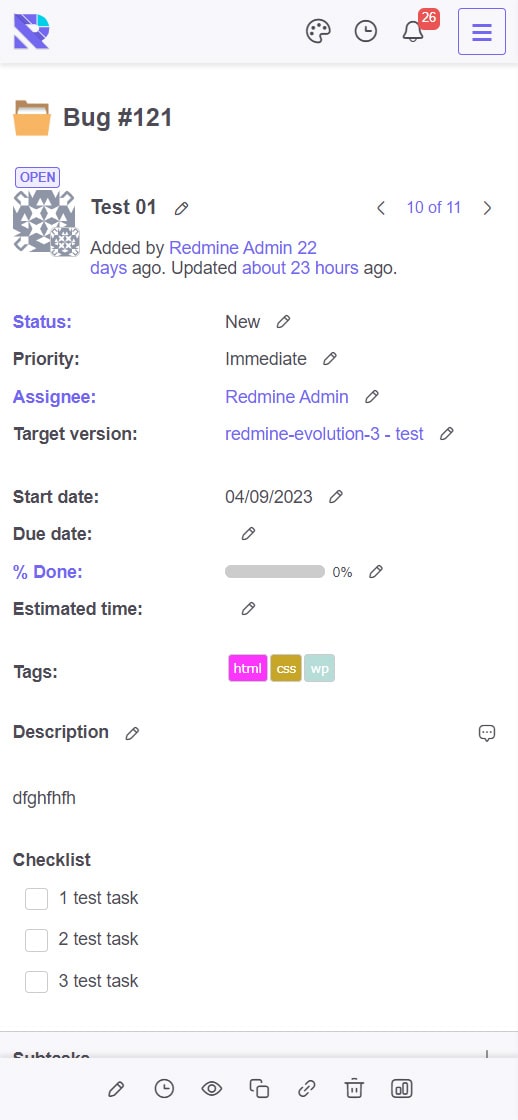 26
Bug #121
OPEN
Test 01
10 of 11
Added by Redmine Admin 22
days ago. Updated about 23 hours ago.
Status: New
Priority: Immediate
Assignee: Redmine Admin
Target version: redmine-evolution-3 - test
Start date: 04/09/2023
Due date:
% Done: 0%
Estimated time:
Tags: html css wp
Description
dfghfhfh
Checklist
1 test task
2 test task
3 test task
Subtasks